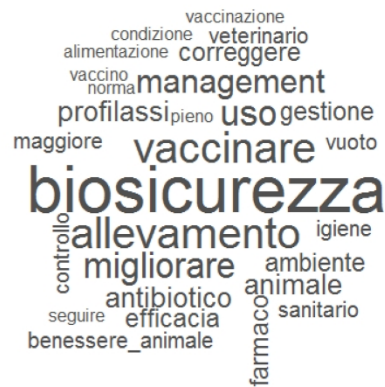 vaccinazione
condizione veterinario
alimentazione correggere
vaccino
norma management
profilassi pieno uso gestione
maggiore vaccinare vuoto
biosicurezza
controllo allevamento igiene
migliorare ambiente
antibiotico animale
seguire efficacia farmaco sanitario
benessere_animale